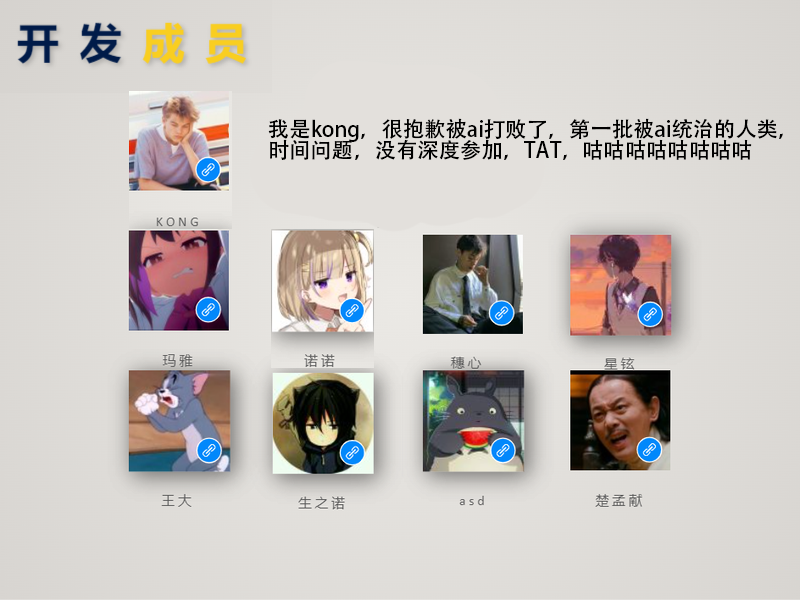 开发成员
我是kong，很抱歉被ai打败了，第一批被ai统治的人类，
时间问题，没有深度参加，TAT，咕咕咕咕咕咕咕咕
KONG
玛雅
诺诺
穗心
星铉
王大
生之诺
asd
楚孟献